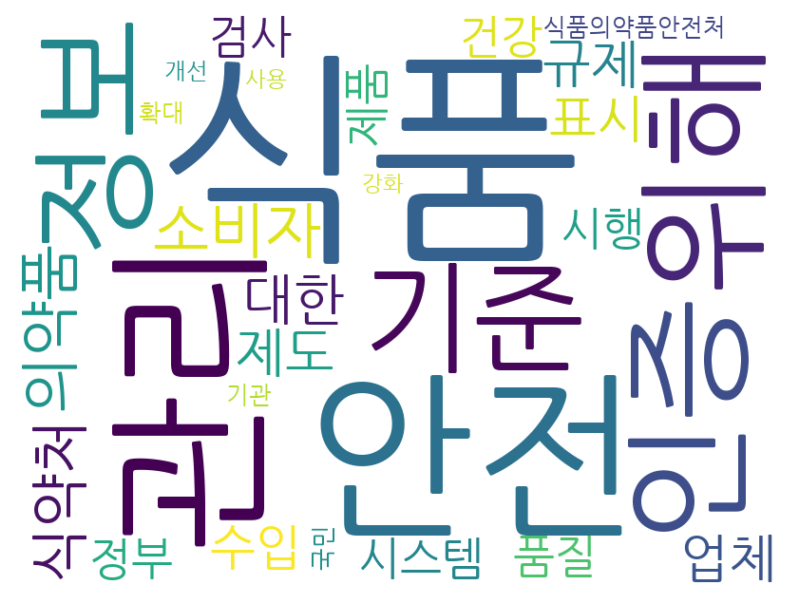 검사
건강
식품의약품안전처
정보
개선
사용
식품
규제
확대
제품
표시
위해
강화
소비자
시행
의약품
관리
대한
기준
제도
인증
기관
안전
식약처
정부
수입
국민
시스템
품질
업체